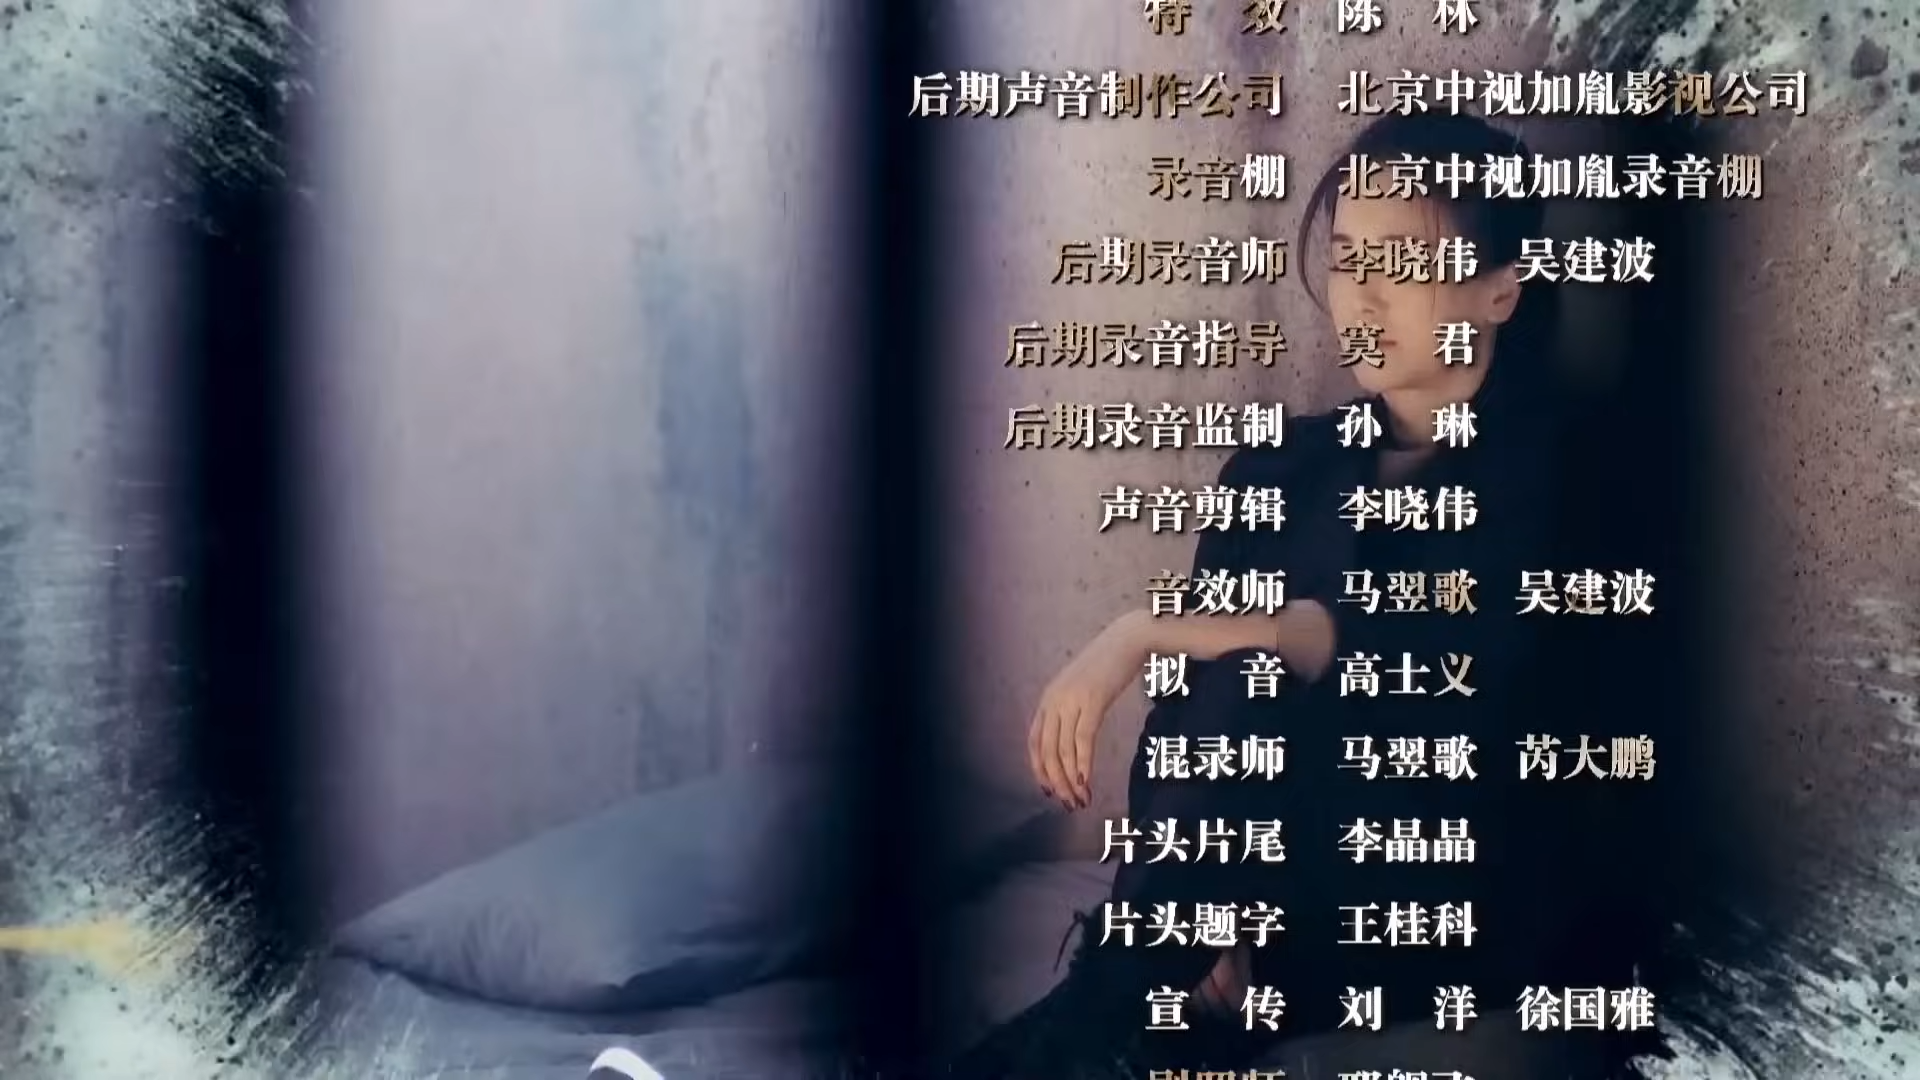 特 效 陈 林
后期声音制作公司 北京中视加胤影视公司
录音棚 北京中视加胤录音棚
后期录音师 李晓伟 吴建波
后期录音指导 寞 君
后期录音监制 孙 琳
声音剪辑 李晓伟
音效师 马翌歌 吴建波
拟 音 高士义
混录师 马翌歌 芮大鹏
片头片尾 李晶晶
片头题字 王桂科
宣 传 刘 洋 徐国雅